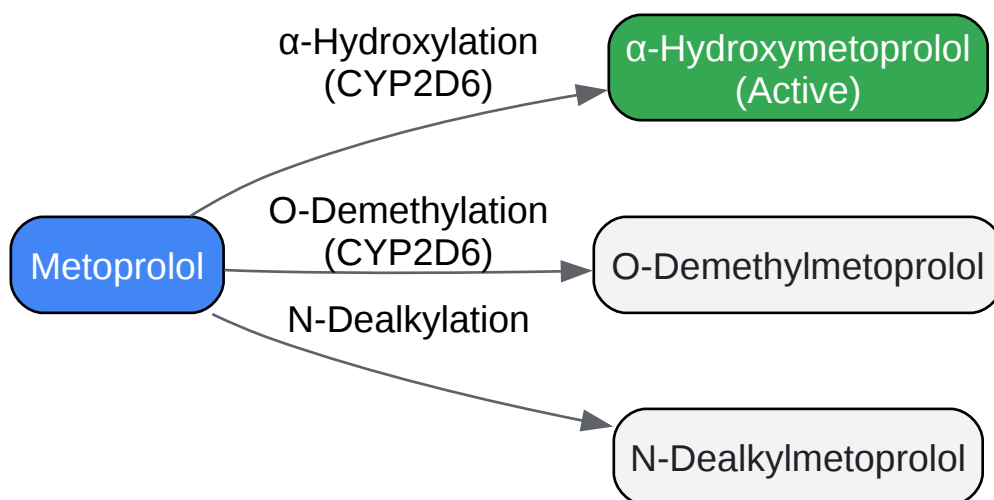 α-Hydroxylation
(CYP2D6)
α-Hydroxymetoprolol
(Active)
Metoprolol
O-Demethylation
(CYP2D6)
O-Demethylmetoprolol
N-Dealkylation
N-Dealkylmetoprolol